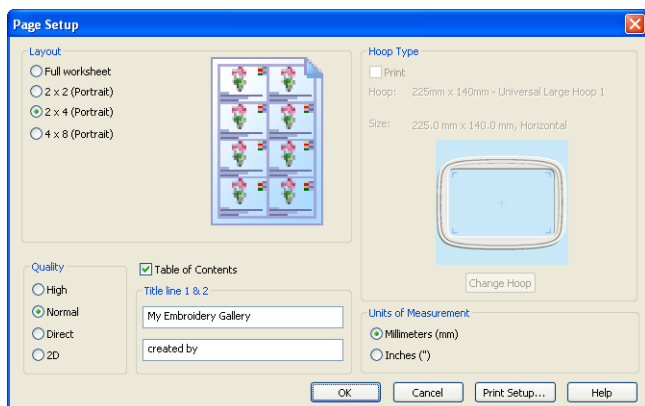 Page Setup
Layout
Full worksheet
2 x 2 (Portrait)
2 x 4 (Portrait)
4 x 8 (Portrait)
Hoop Type
Print
Hoop: 225mm x 140mm - Universal Large Hoop 1
Size: 225.0 mm x 140.0 mm, Horizontal
Change Hoop
Quality
High
Normal
Direct
2D
Table of Contents
Title line 1 & 2
My Embroidery Gallery
created by
Units of Measurement
Millimeters (mm)
Inches (")
OK
Cancel
Print Setup...
Help